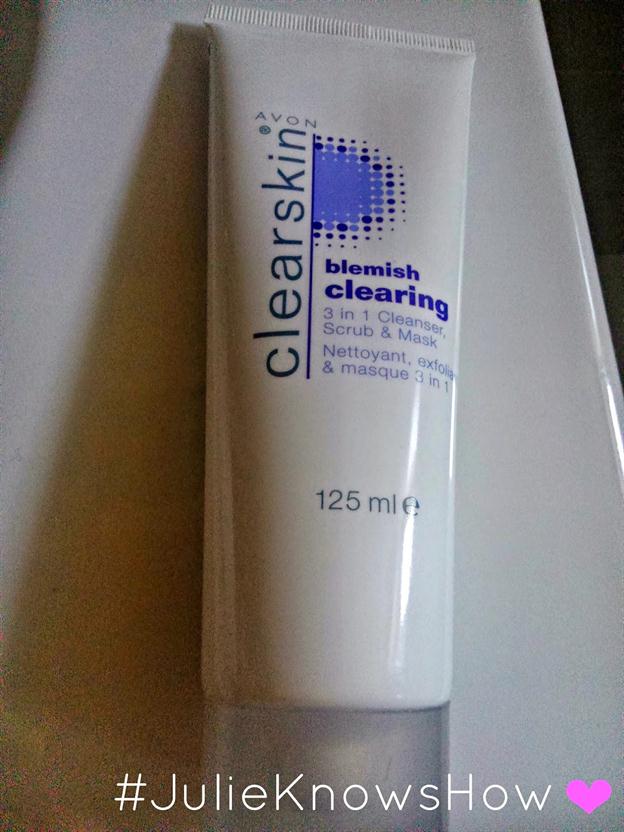 AVON
clearskin®
blemish
clearing
3 in 1 Cleanser,
Scrub & Mask
Nettoyant, exfolia
& masque 3 in 1
125 ml e
#JulieKnowsHow